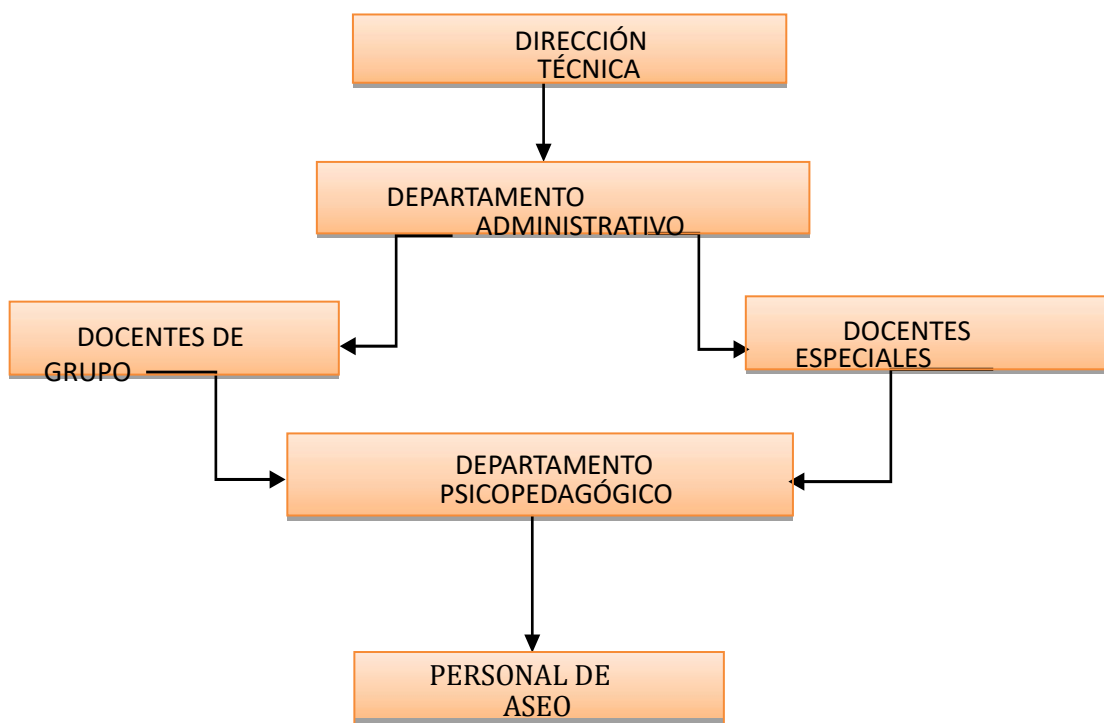 DIRECCIÓN
TÉCNICA
DEPARTAMENTO
ADMINISTRATIVO
DOCENTES DE
GRUPO
DOCENTES
ESPECIALES
DEPARTAMENTO
PSICOPEDAGÓGICO
PERSONAL DE
ASEO